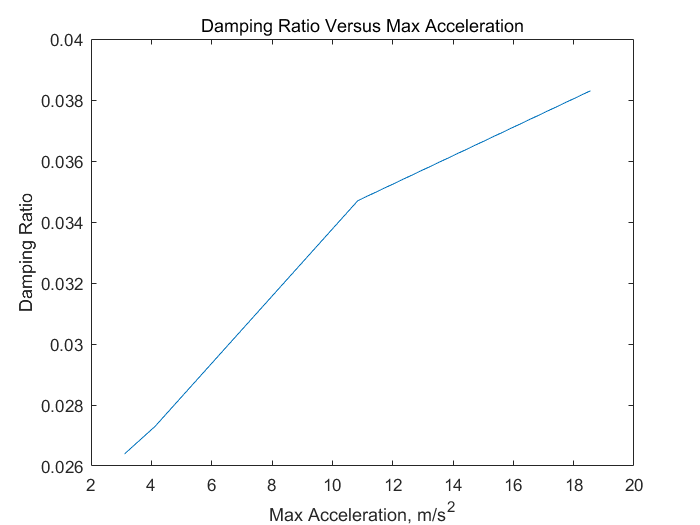 Damping Ratio Versus Max Acceleration
0.04
0.038
0.036
0.034
0.032
0.03
0.028
0.026
Damping Ratio
2 4 6 8 10 12 14 16 18 20
Max Acceleration, m/s²